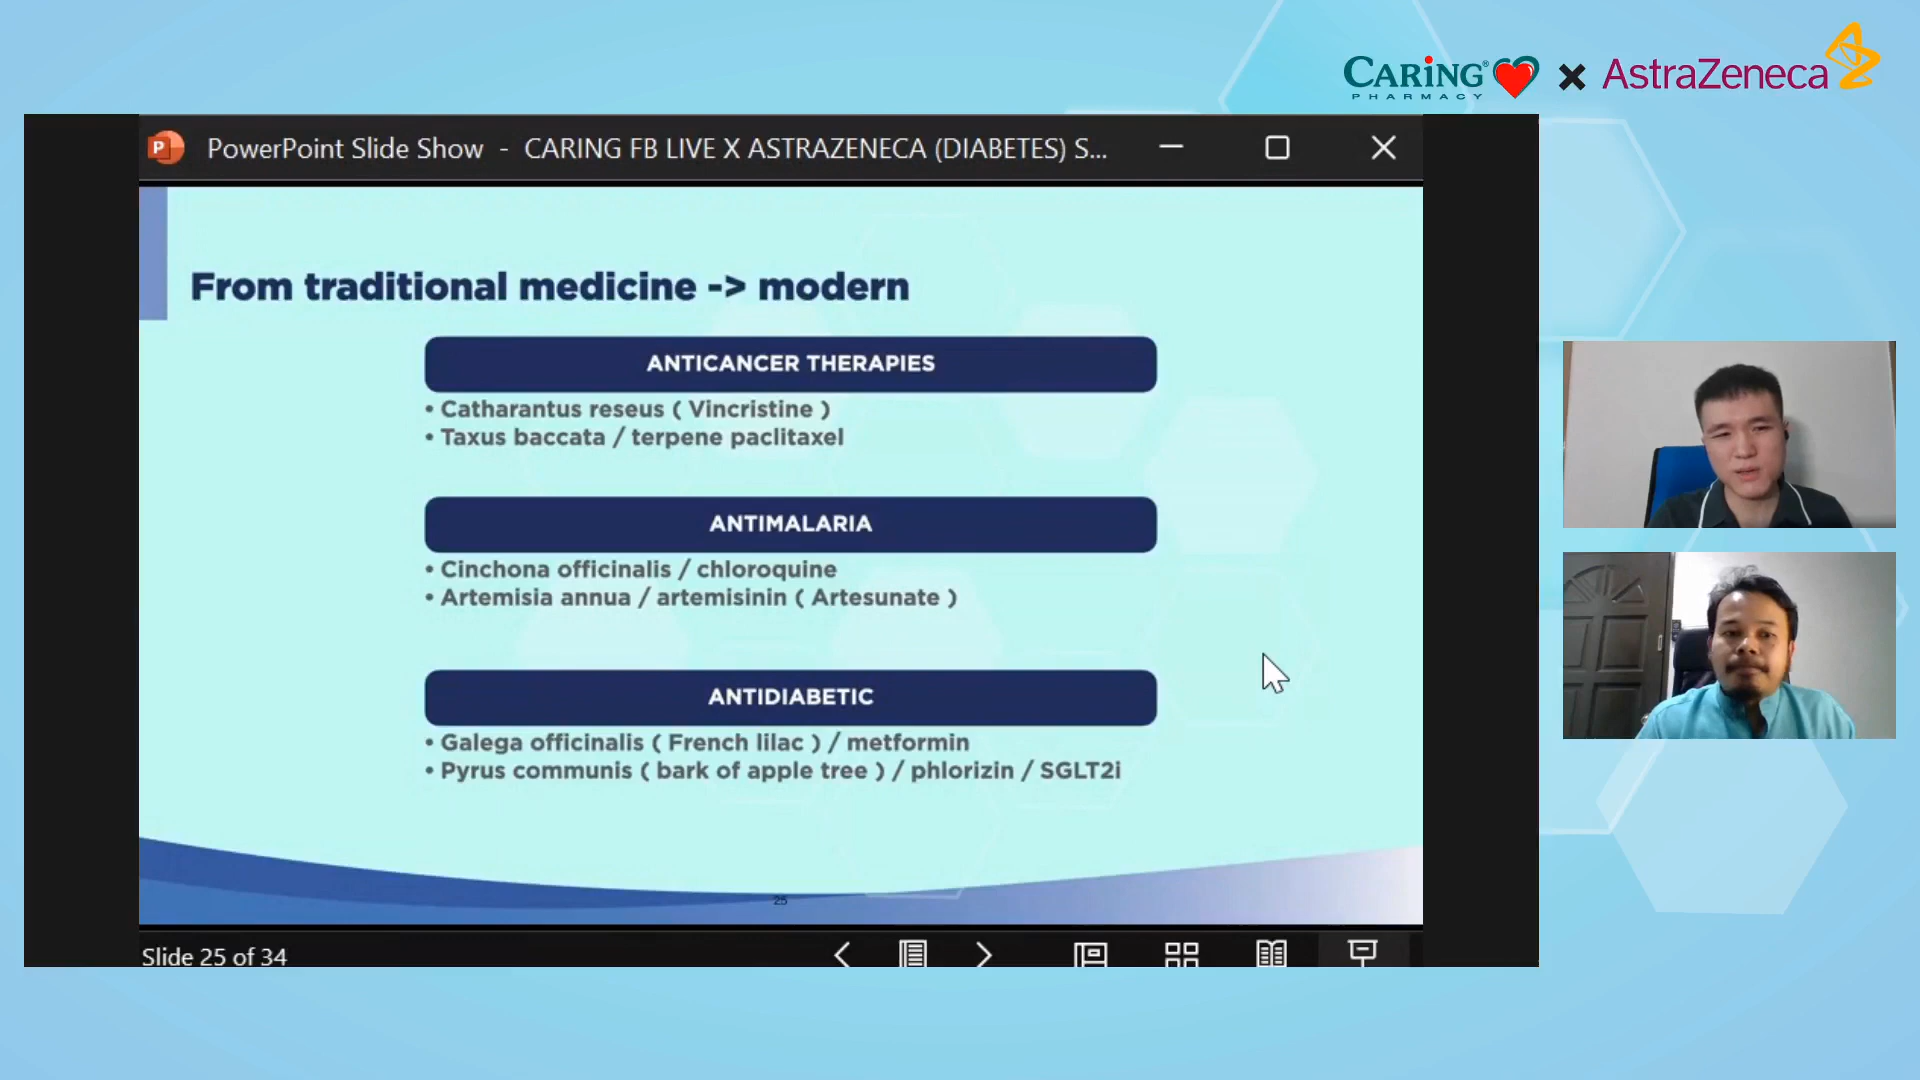 CARiNG® X AstraZeneca
PHARMACY
P PowerPoint Slide Show - CARING FB LIVE X ASTRAZENECA (DIABETES) S...
From traditional medicine -> modern
ANTICANCER THERAPIES
• Catharantus reseus ( Vincristine )
• Taxus baccata / terpene paclitaxel
ANTIMALARIA
• Cinchona officinalis / chloroquine
• Artemisia annua / artemisinin ( Artesunate )
ANTIDIABETIC
• Galega officinalis ( French lilac ) / metformin
• Pyrus communis ( bark of apple tree ) / phlorizin / SGLT2i
25
Slide 25 of 34